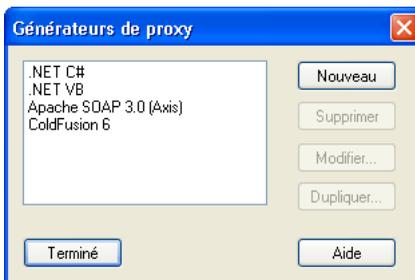 Générateurs de proxy
.NET C#
.NET VB
Apache SOAP 3.0 (Axis)
ColdFusion 6
Nouveau
Supprimer
Modifier...
Dupliquer...
Terminé
Aide